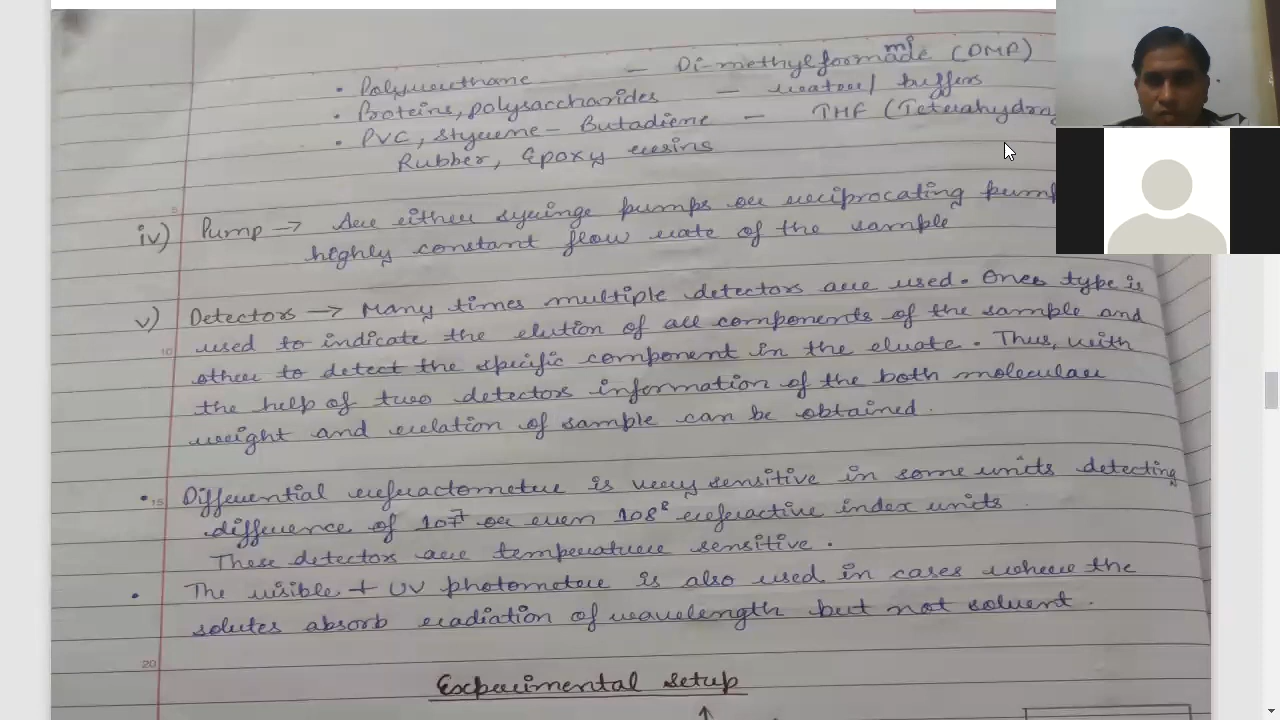 • Polyurethane — Di-methylformade mi (DMP)
• Proteins, polysaccharides — water/buffers
• PVC, Styrene-Butadiene — THF (Tetrahydro
Rubber, Epoxy resins
iv) Pump → Are either syringe pumps or reciprocating pump
highly constant flow rate of the sample
v) Detectors → Many times multiple detectors are used. One type is
used to indicate the elution of all components of the sample and
other to detect the specific component in the eluate. Thus, with
the help of two detectors information of the both molecular
weight and relation of sample can be obtained.
• Differential refractometer is very sensitive in some units detecting
difference of 10⁷ or even 10⁸ refractive index units
These detectors are temperature sensitive.
• The visible + UV photometer is also used in cases where the
solutes absorb radiation of wavelength but not solvent.
20
Experimental setup